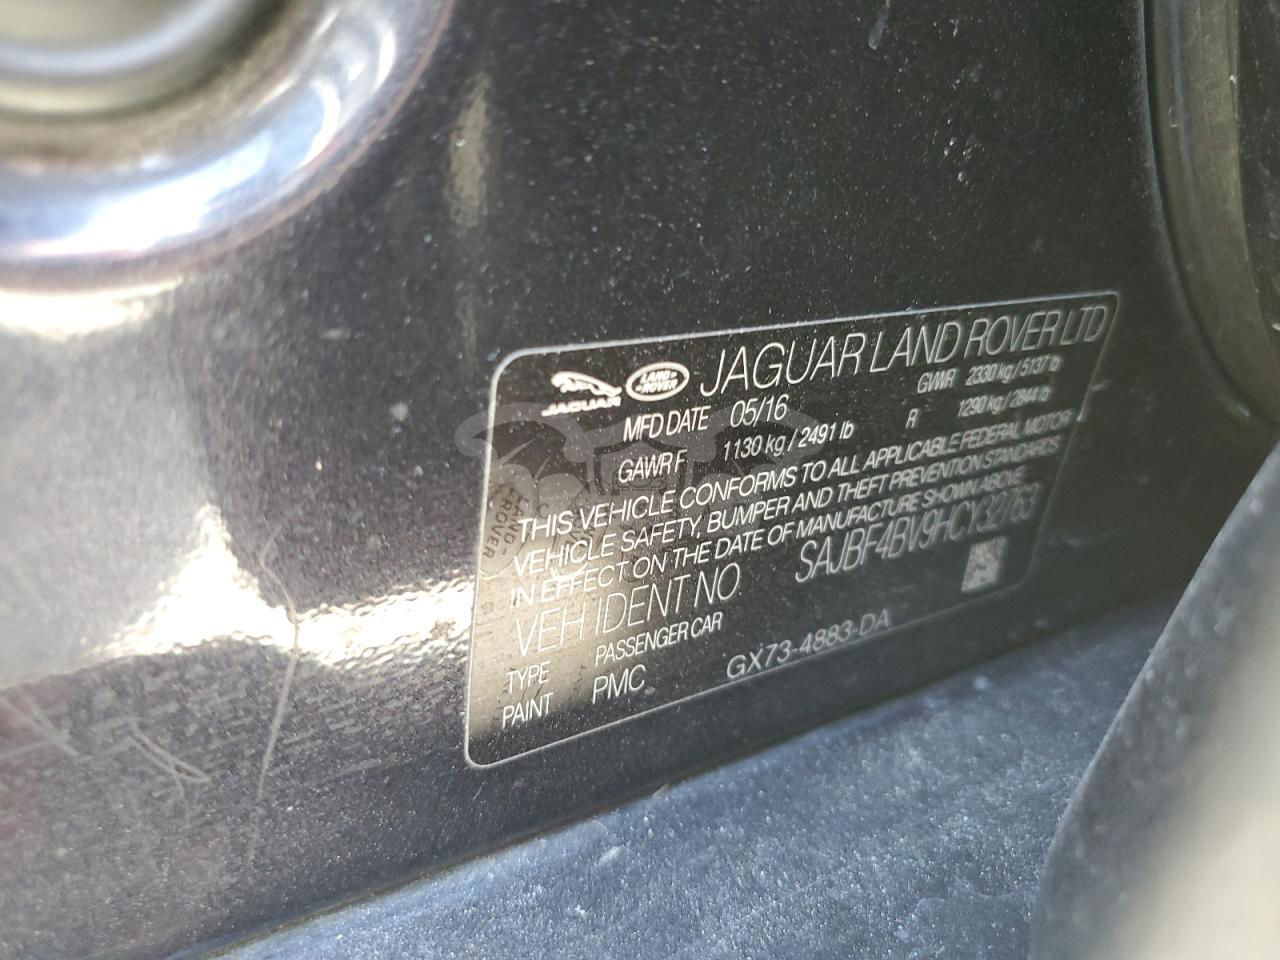 JAGUAR LAND ROVER JAGUAR LAND ROVER LTD
MFD DATE 05/16 GVWR 2330 kg / 5137 lb
GAWR F 1130 kg / 2491 lb R 1290 kg / 2844 lb
THIS VEHICLE CONFORMS TO ALL APPLICABLE FEDERAL MOTOR
VEHICLE SAFETY, BUMPER AND THEFT PREVENTION STANDARDS
IN EFFECT ON THE DATE OF MANUFACTURE SHOWN ABOVE
VEH IDENT NO SAJBF4BV9HCY32763
TYPE PASSENGER CAR
PAINT PMC GX73-4883-DA